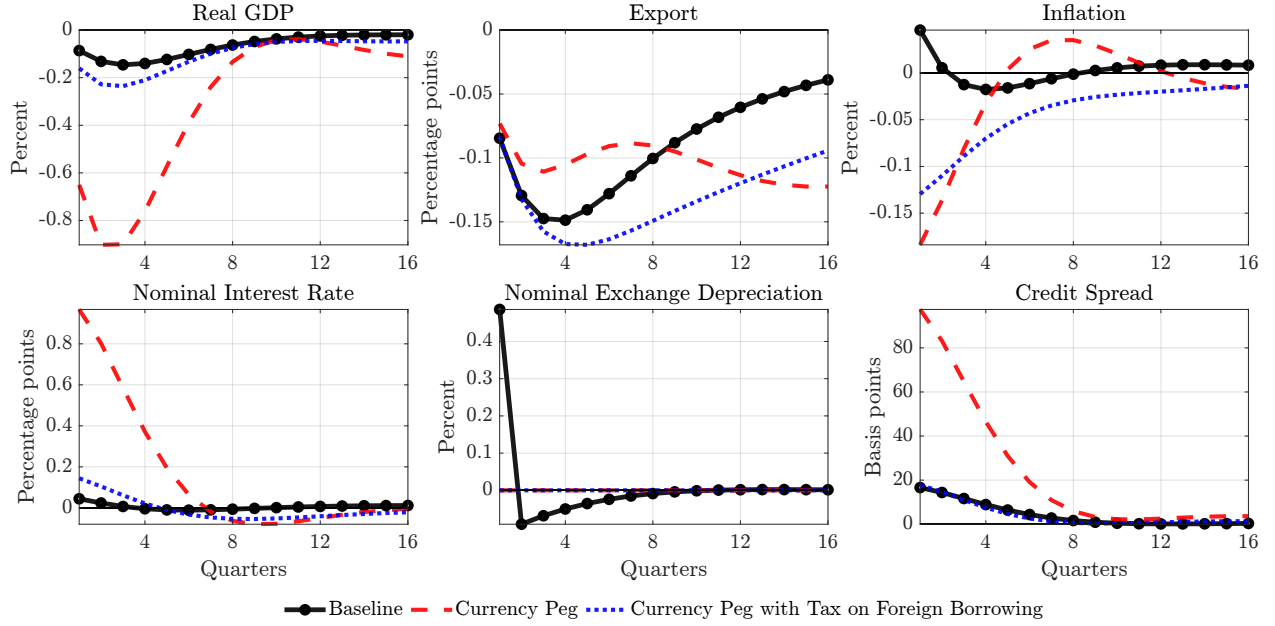 Real GDP
Export
Inflation
Percent
Percentage points
Percent
0
-0.2
-0.4
-0.6
-0.8
0
-0.05
-0.1
-0.15
0
-0.05
-0.1
-0.15
4 8 12 16
4 8 12 16
4 8 12 16
Nominal Interest Rate
Nominal Exchange Depreciation
Credit Spread
Percentage points
Percent
Basis points
0.8
0.6
0.4
0.2
0
0.4
0.3
0.2
0.1
0
80
60
40
20
0
4 8 12 16
4 8 12 16
4 8 12 16
Quarters
Quarters
Quarters
Baseline Currency Peg Currency Peg with Tax on Foreign Borrowing